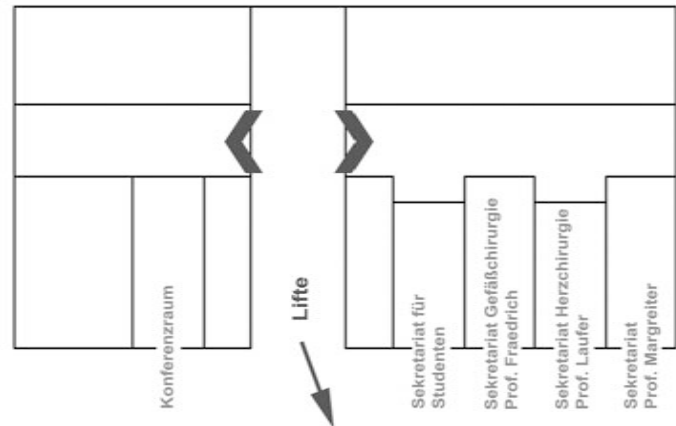 Konferenzraum
Lifte
Sekretariat für
Studenten
Sekretariat Gefäßchirurgie
Prof. Fraedrich
Sekretariat Herzchirurgie
Prof. Laufer
Sekretariat
Prof. Margreiter